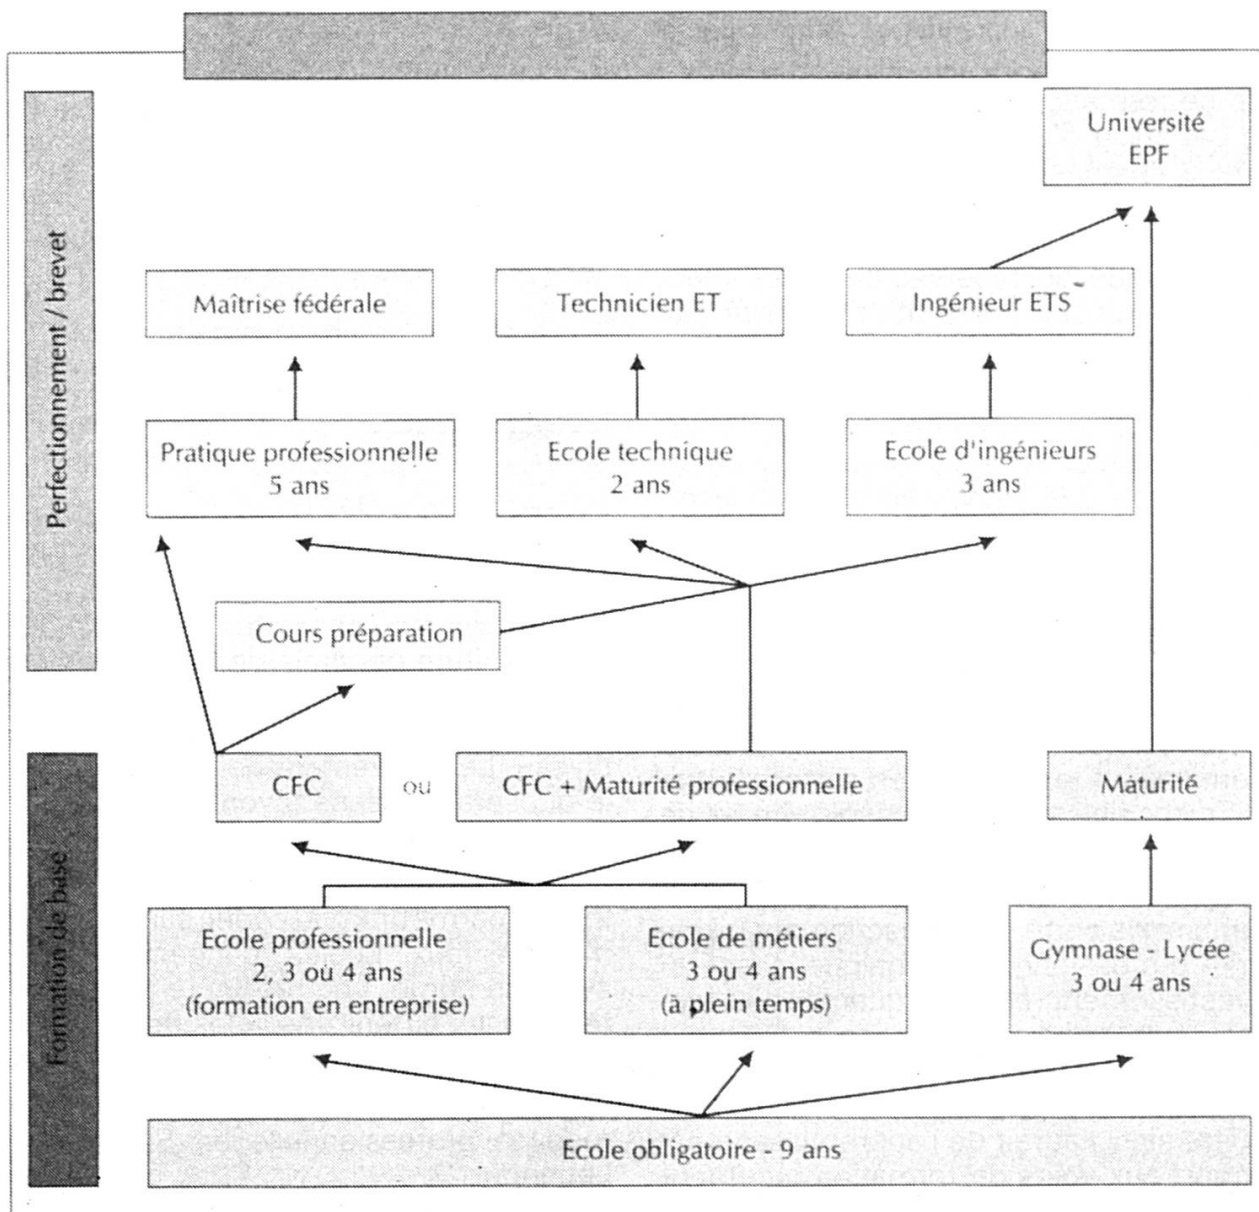 Université
EPF
Perfectionnement / brevet
Maîtrise fédérale
Technicien ET
Ingénieur ETS
Pratique professionnelle
5 ans
Ecole technique
2 ans
Ecole d'ingénieurs
3 ans
Cours préparation
Formation de base
CFC
ou
CFC + Maturité professionnelle
Maturité
Ecole professionnelle
2, 3 où 4 ans
(formation en entreprise)
Ecole de métiers
3 ou 4 ans
(à plein temps)
Gymnase - Lycée
3 ou 4 ans
Ecole obligatoire - 9 ans